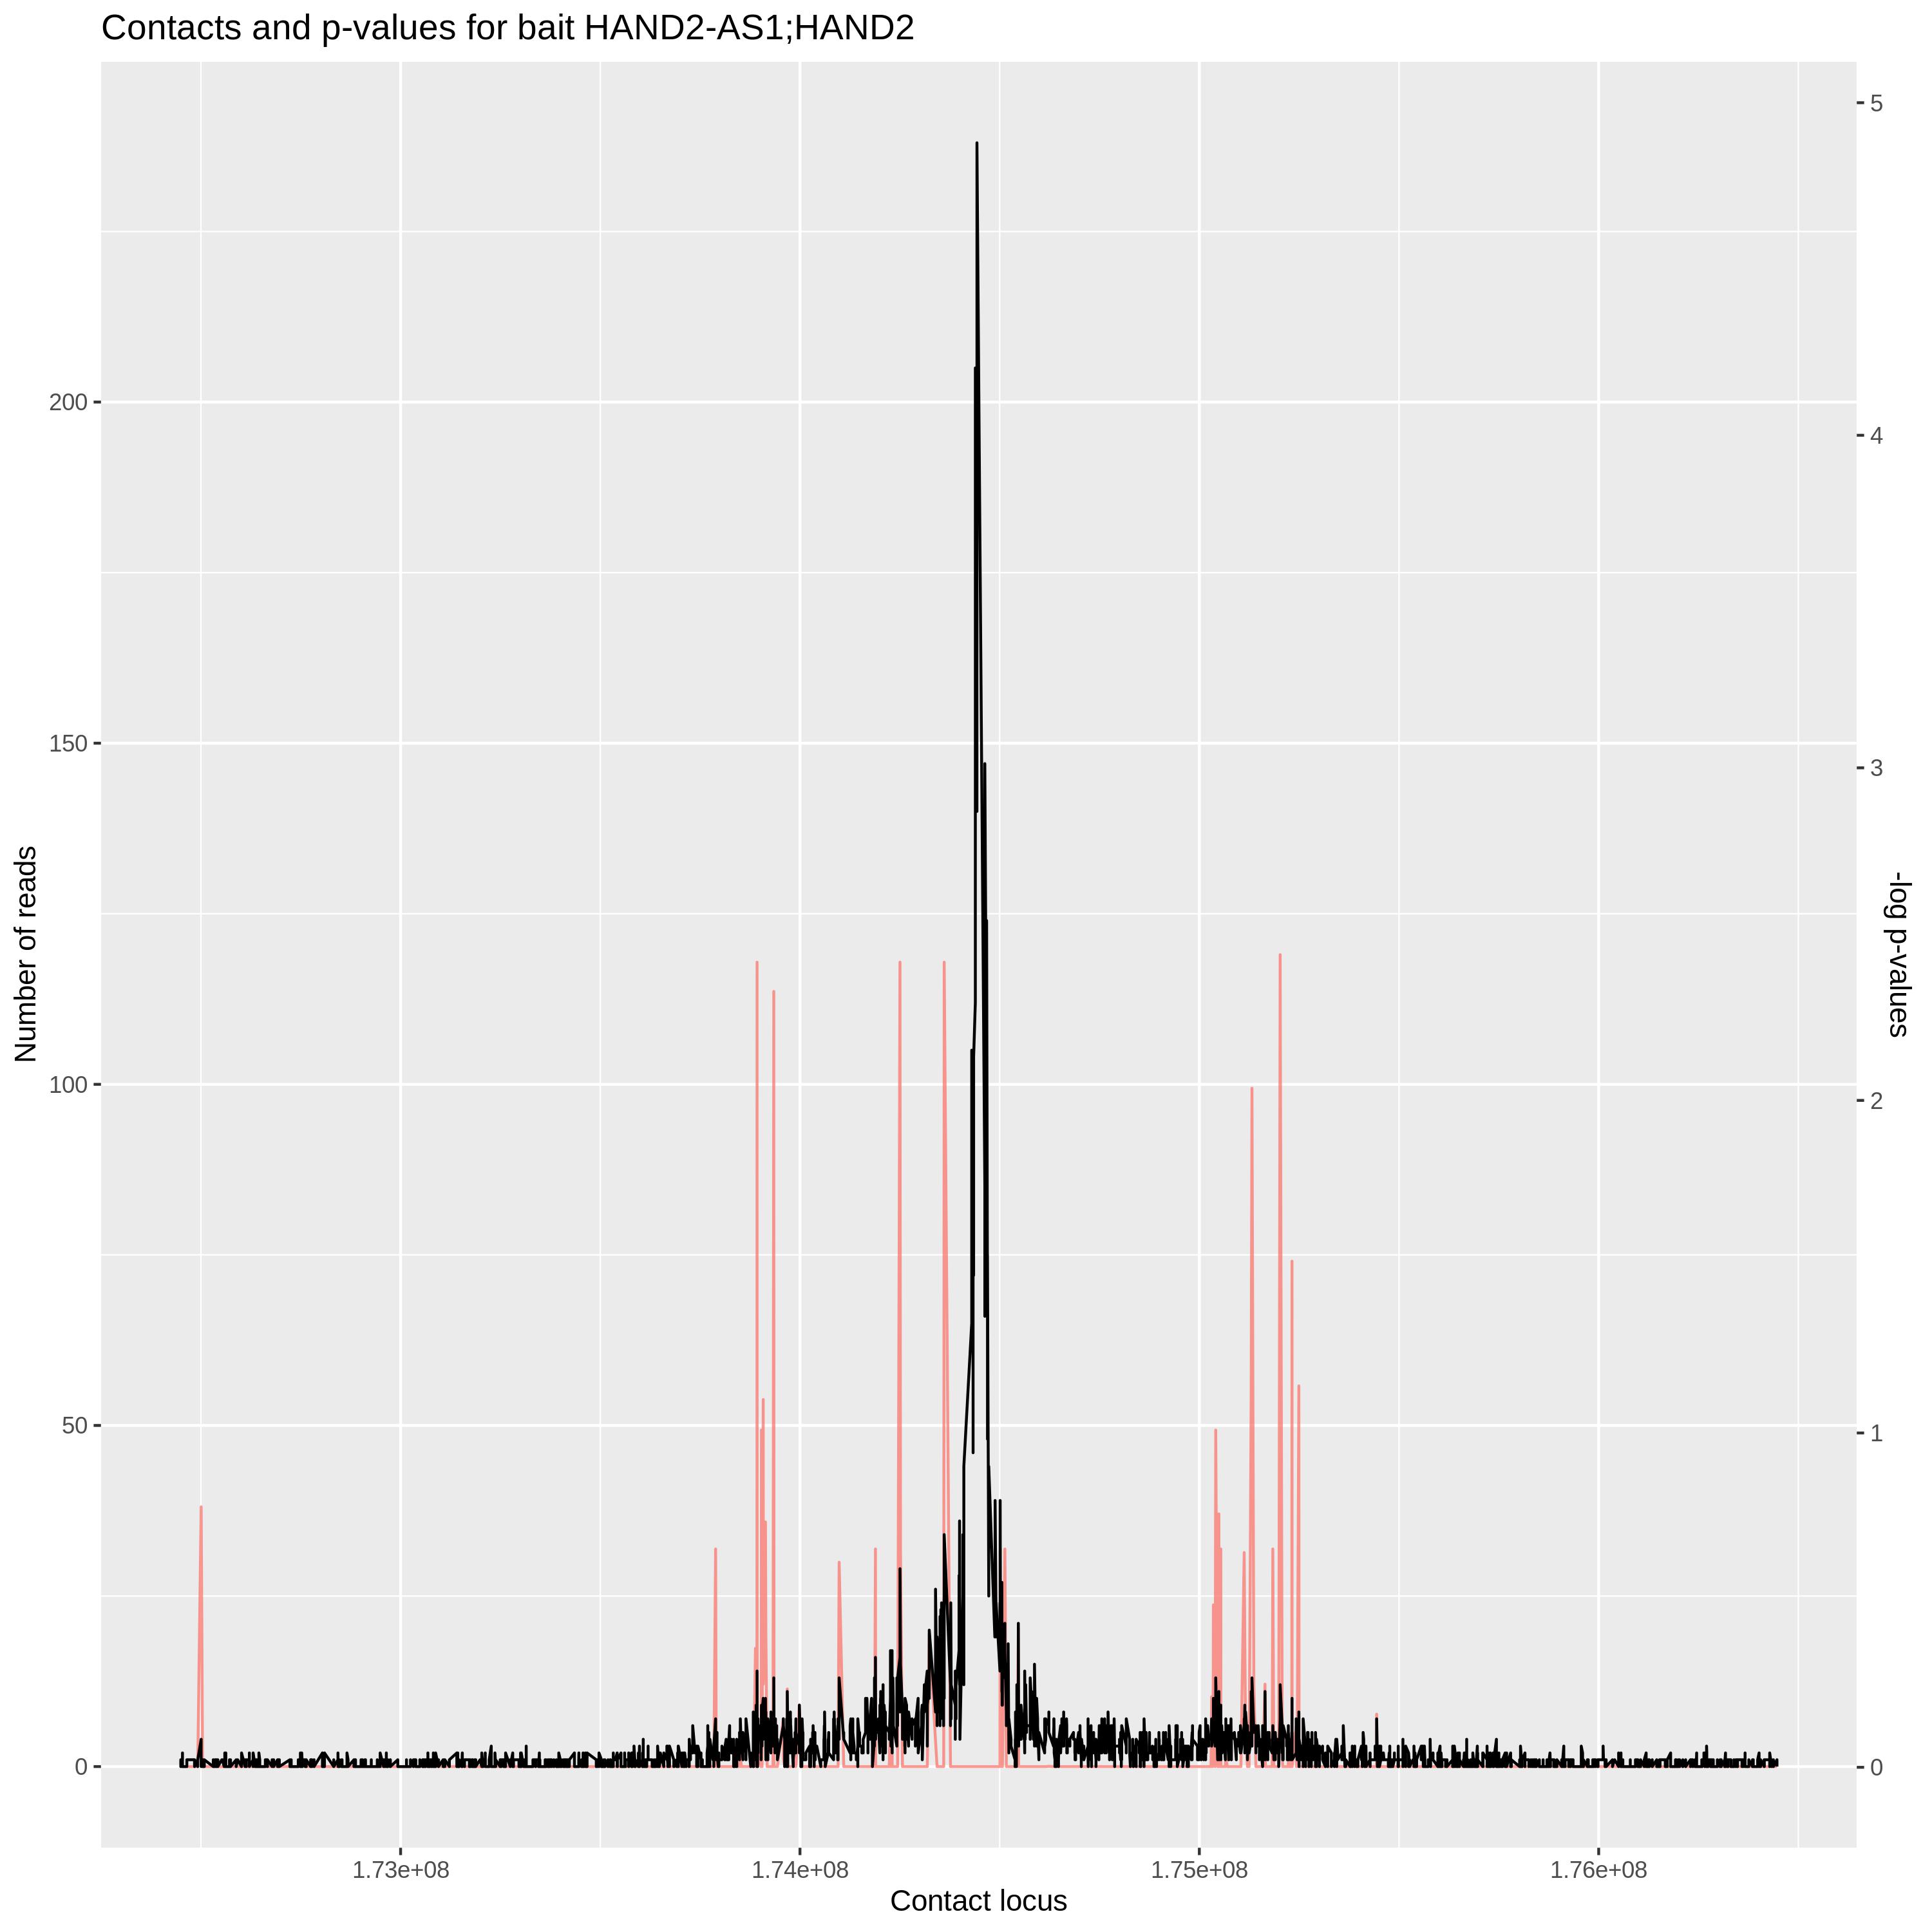 Contacts and p-values for bait HAND2-AS1;HAND2
5
200
4
150
3
Number of reads
-log p-values
100
2
50
1
0
0
1.73e+08
1.74e+08
1.75e+08
1.76e+08
Contact locus